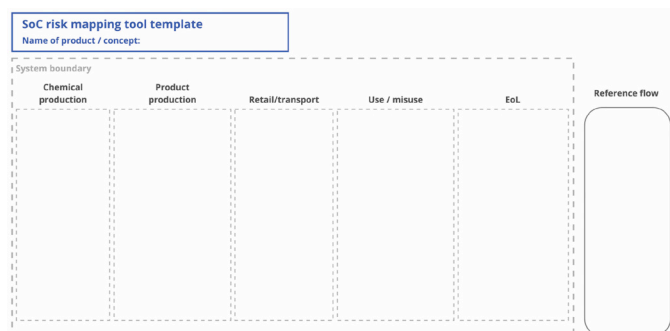 SoC risk mapping tool template
Name of product / concept:
System boundary
Chemical
production
Product
production
Retail/transport
Use / misuse
EoL
Reference flow